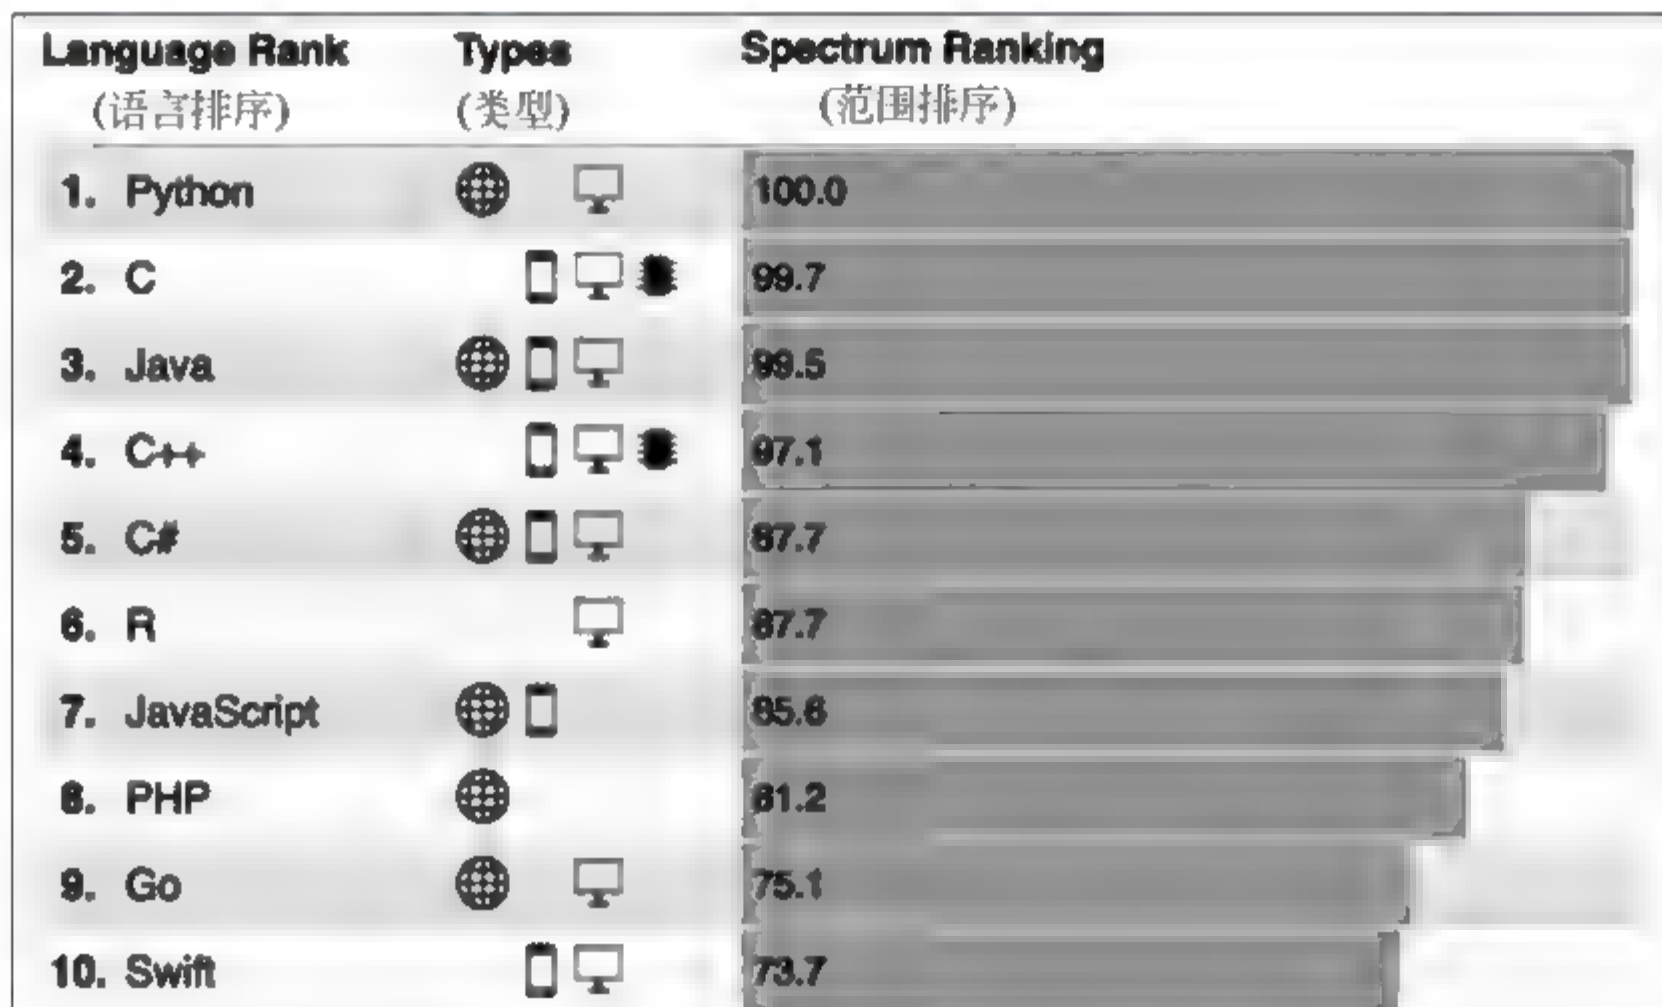 Language Rank Types Spectrum Ranking
(语言排序) (类型) (范围排序)
1. Python 100.0
2. C 99.7
3. Java 99.5
4. C++ 97.1
5. C# 87.7
6. R 87.7
7. JavaScript 85.6
8. PHP 81.2
9. Go 75.1
10. Swift 73.7